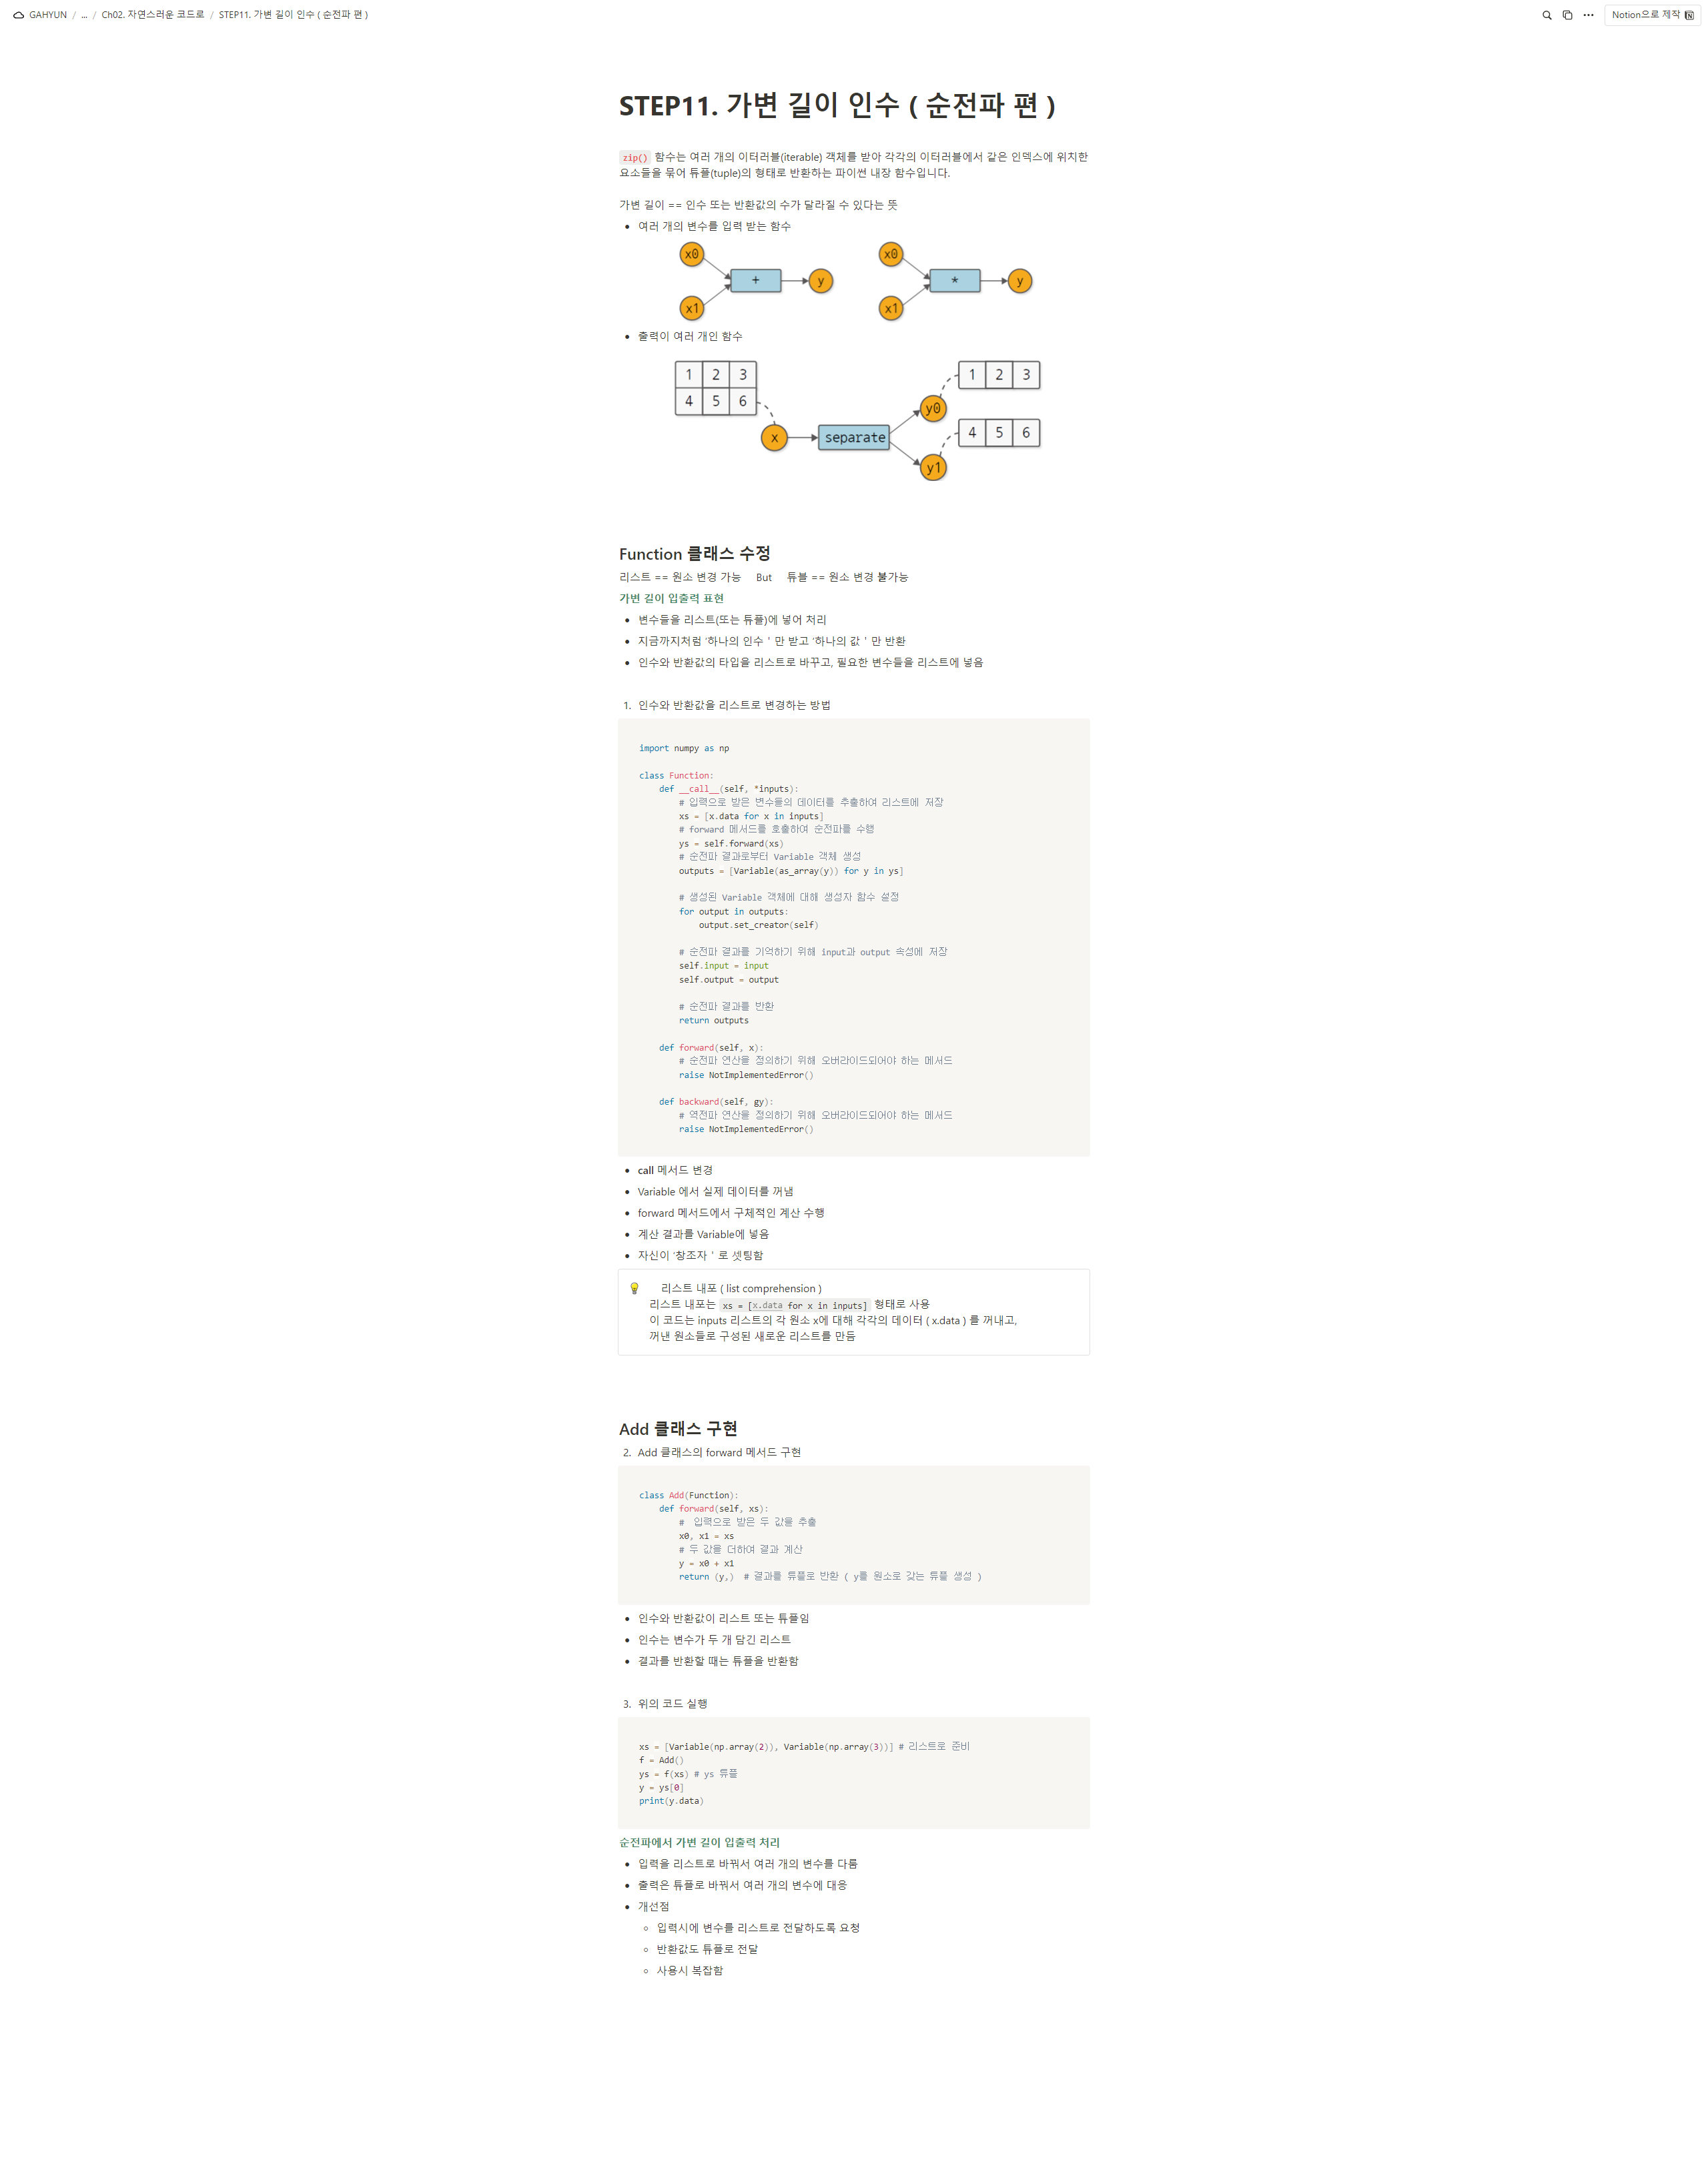 GAHYUN / ... / Ch02. 자연스러운 코드로 / STEP11. 가변 길이 인수 ( 순전파 편 )
Notion으로 제작
STEP11. 가변 길이 인수 ( 순전파 편 )
zip() 함수는 여러 개의 이터러블(iterable) 객체를 받아 각각의 이터러블에서 같은 인덱스에 위치한
요소들을 묶어 튜플(tuple)의 형태로 반환하는 파이썬 내장 함수입니다.
가변 길이 == 인수 또는 반환값의 수가 달라질 수 있다는 뜻
• 여러 개의 변수를 입력 받는 함수
x0 x0
+ y * y
x1 x1
• 출력이 여러 개인 함수
1 2 3 1 2 3
4 5 6 y0
4 5 6
x separate
y1
Function 클래스 수정
리스트 == 원소 변경 가능 But 튜블 == 원소 변경 불가능
가변 길이 입출력 표현
• 변수들을 리스트(또는 튜플)에 넣어 처리
• 지금까지처럼 ‘하나의 인수＇만 받고 ‘하나의 값＇만 반환
• 인수와 반환값의 타입을 리스트로 바꾸고, 필요한 변수들을 리스트에 넣음
1. 인수와 반환값을 리스트로 변경하는 방법
import numpy as np
class Function:
def __call__(self, *inputs):
# 입력으로 받은 변수들의 데이터를 추출하여 리스트에 저장
xs = [x.data for x in inputs]
# forward 메서드를 호출하여 순전파를 수행
ys = self.forward(xs)
# 순전파 결과로부터 Variable 객체 생성
outputs = [Variable(as_array(y)) for y in ys]
# 생성된 Variable 객체에 대해 생성자 함수 설정
for output in outputs:
output.set_creator(self)
# 순전파 결과를 기억하기 위해 input과 output 속성에 저장
self.input = input
self.output = output
# 순전파 결과를 반환
return outputs
def forward(self, x):
# 순전파 연산을 정의하기 위해 오버라이드되어야 하는 메서드
raise NotImplementedError()
def backward(self, gy):
# 역전파 연산을 정의하기 위해 오버라이드되어야 하는 메서드
raise NotImplementedError()
• call 메서드 변경
• Variable 에서 실제 데이터를 꺼냄
• forward 메서드에서 구체적인 계산 수행
• 계산 결과를 Variable에 넣음
• 자신이 ‘창조자＇로 셋팅함
💡 리스트 내포 ( list comprehension )
리스트 내포는 xs = [x.data for x in inputs] 형태로 사용
이 코드는 inputs 리스트의 각 원소 x에 대해 각각의 데이터 ( x.data ) 를 꺼내고,
꺼낸 원소들로 구성된 새로운 리스트를 만듬
Add 클래스 구현
2. Add 클래스의 forward 메서드 구현
class Add(Function):
def forward(self, xs):
# 입력으로 받은 두 값을 추출
x0, x1 = xs
# 두 값을 더하여 결과 계산
y = x0 + x1
return (y,) # 결과를 튜플로 반환 ( y를 원소로 갖는 튜플 생성 )
• 인수와 반환값이 리스트 또는 튜플임
• 인수는 변수가 두 개 담긴 리스트
• 결과를 반환할 때는 튜플을 반환함
3. 위의 코드 실행
xs = [Variable(np.array(2)), Variable(np.array(3))] # 리스트로 준비
f = Add()
ys = f(xs) # ys 튜플
y = ys[0]
print(y.data)
순전파에서 가변 길이 입출력 처리
• 입력을 리스트로 바꿔서 여러 개의 변수를 다룸
• 출력은 튜플로 바꿔서 여러 개의 변수에 대응
• 개선점
◦ 입력시에 변수를 리스트로 전달하도록 요청
◦ 반환값도 튜플로 전달
◦ 사용시 복잡함